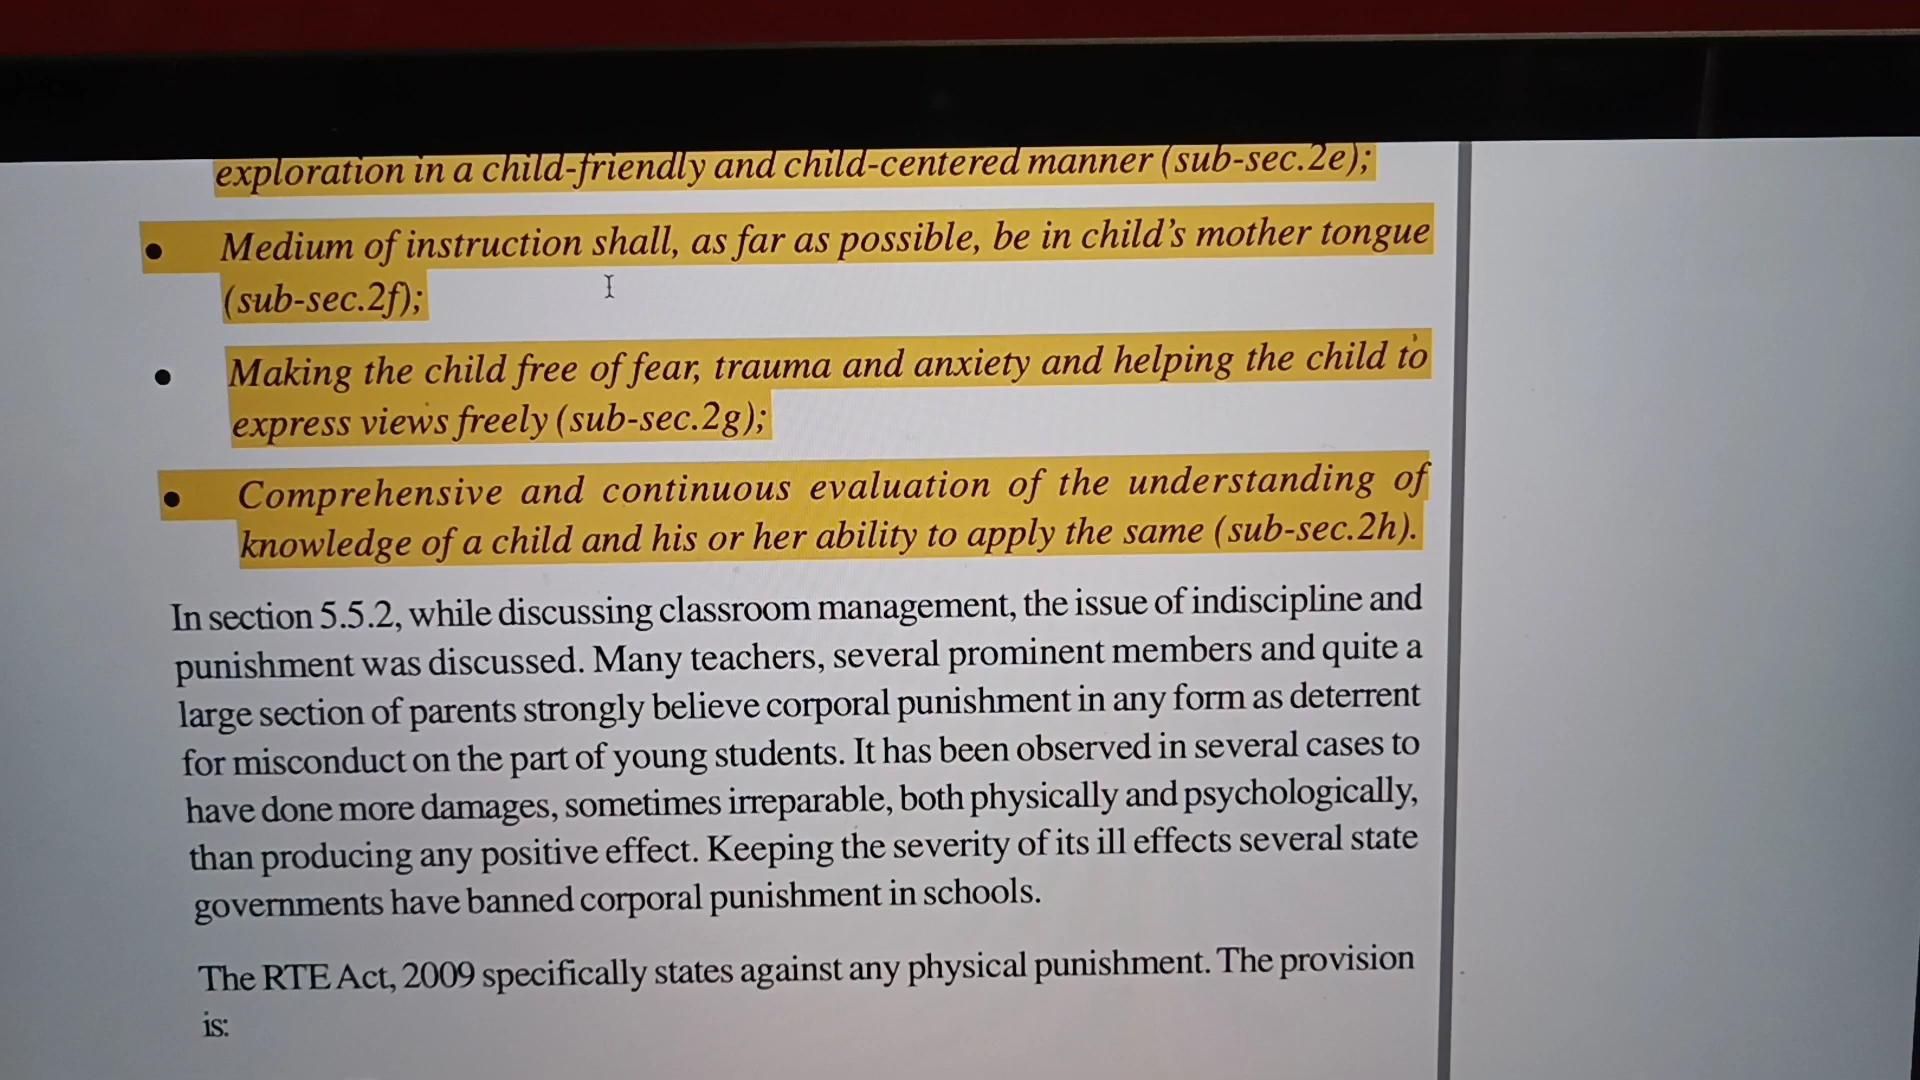 exploration in a child-friendly and child-centered manner (sub-sec.2e);
● Medium of instruction shall, as far as possible, be in child's mother tongue
(sub-sec.2f);
● Making the child free of fear, trauma and anxiety and helping the child to
express views freely (sub-sec.2g);
● Comprehensive and continuous evaluation of the understanding of
knowledge of a child and his or her ability to apply the same (sub-sec.2h).
In section 5.5.2, while discussing classroom management, the issue of indiscipline and
punishment was discussed. Many teachers, several prominent members and quite a
large section of parents strongly believe corporal punishment in any form as deterrent
for misconduct on the part of young students. It has been observed in several cases to
have done more damages, sometimes irreparable, both physically and psychologically,
than producing any positive effect. Keeping the severity of its ill effects several state
governments have banned corporal punishment in schools.
The RTE Act, 2009 specifically states against any physical punishment. The provision
is: